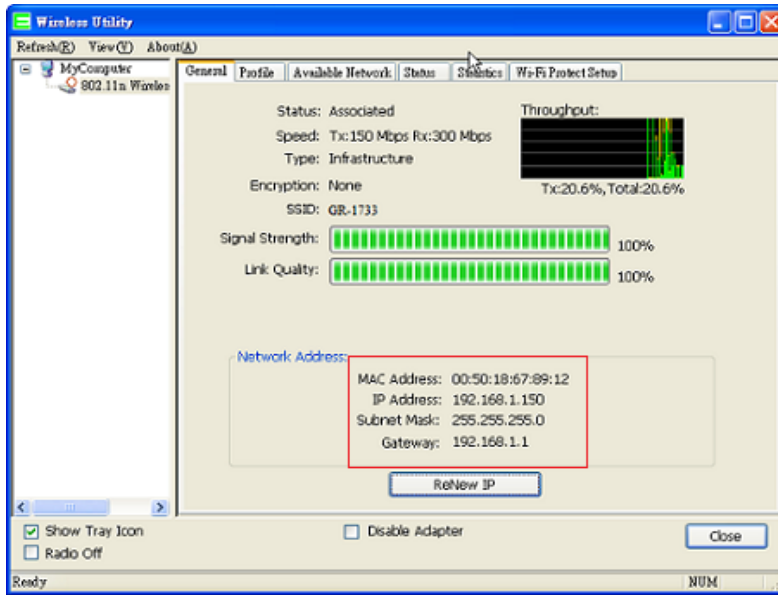 Wireless Utility
Refresh(R) View(V) About(A)
MyComputer
802.11n Wireles
General Profile Available Network Status Statistics Wi-Fi Protect Setup
Status: Associated
Speed: Tx:150 Mbps Rx:300 Mbps
Type: Infrastructure
Encryption: None
SSID: GR-1733
Throughput:
Tx:20.6%, Total:20.6%
Signal Strength: 100%
Link Quality: 100%
Network Address:
MAC Address: 00:50:18:67:89:12
IP Address: 192.168.1.150
Subnet Mask: 255.255.255.0
Gateway: 192.168.1.1
ReNew IP
Show Tray Icon
Disable Adapter
Close
Radio Off
Ready
NUM